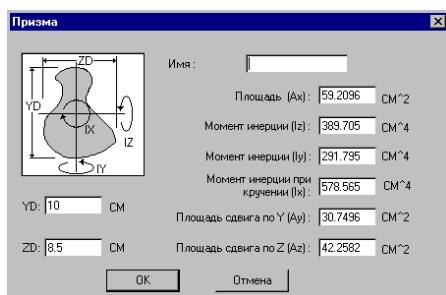 Призма
ZD
YD
IX
IZ
IY
Имя :
Площадь (Ax) : 59.2096 СМ^2
Момент инерции (Iz) : 389.705 СМ^4
Момент инерции (Iy) : 291.795 СМ^4
Момент инерции при
кручении (Ix) : 578.565 СМ^4
YD: 10 СМ
Площадь сдвига по Y (Ay) : 30.7496 СМ^2
ZD: 8.5 СМ
Площадь сдвига по Z (Az) : 42.2582 СМ^2
OK
Отмена